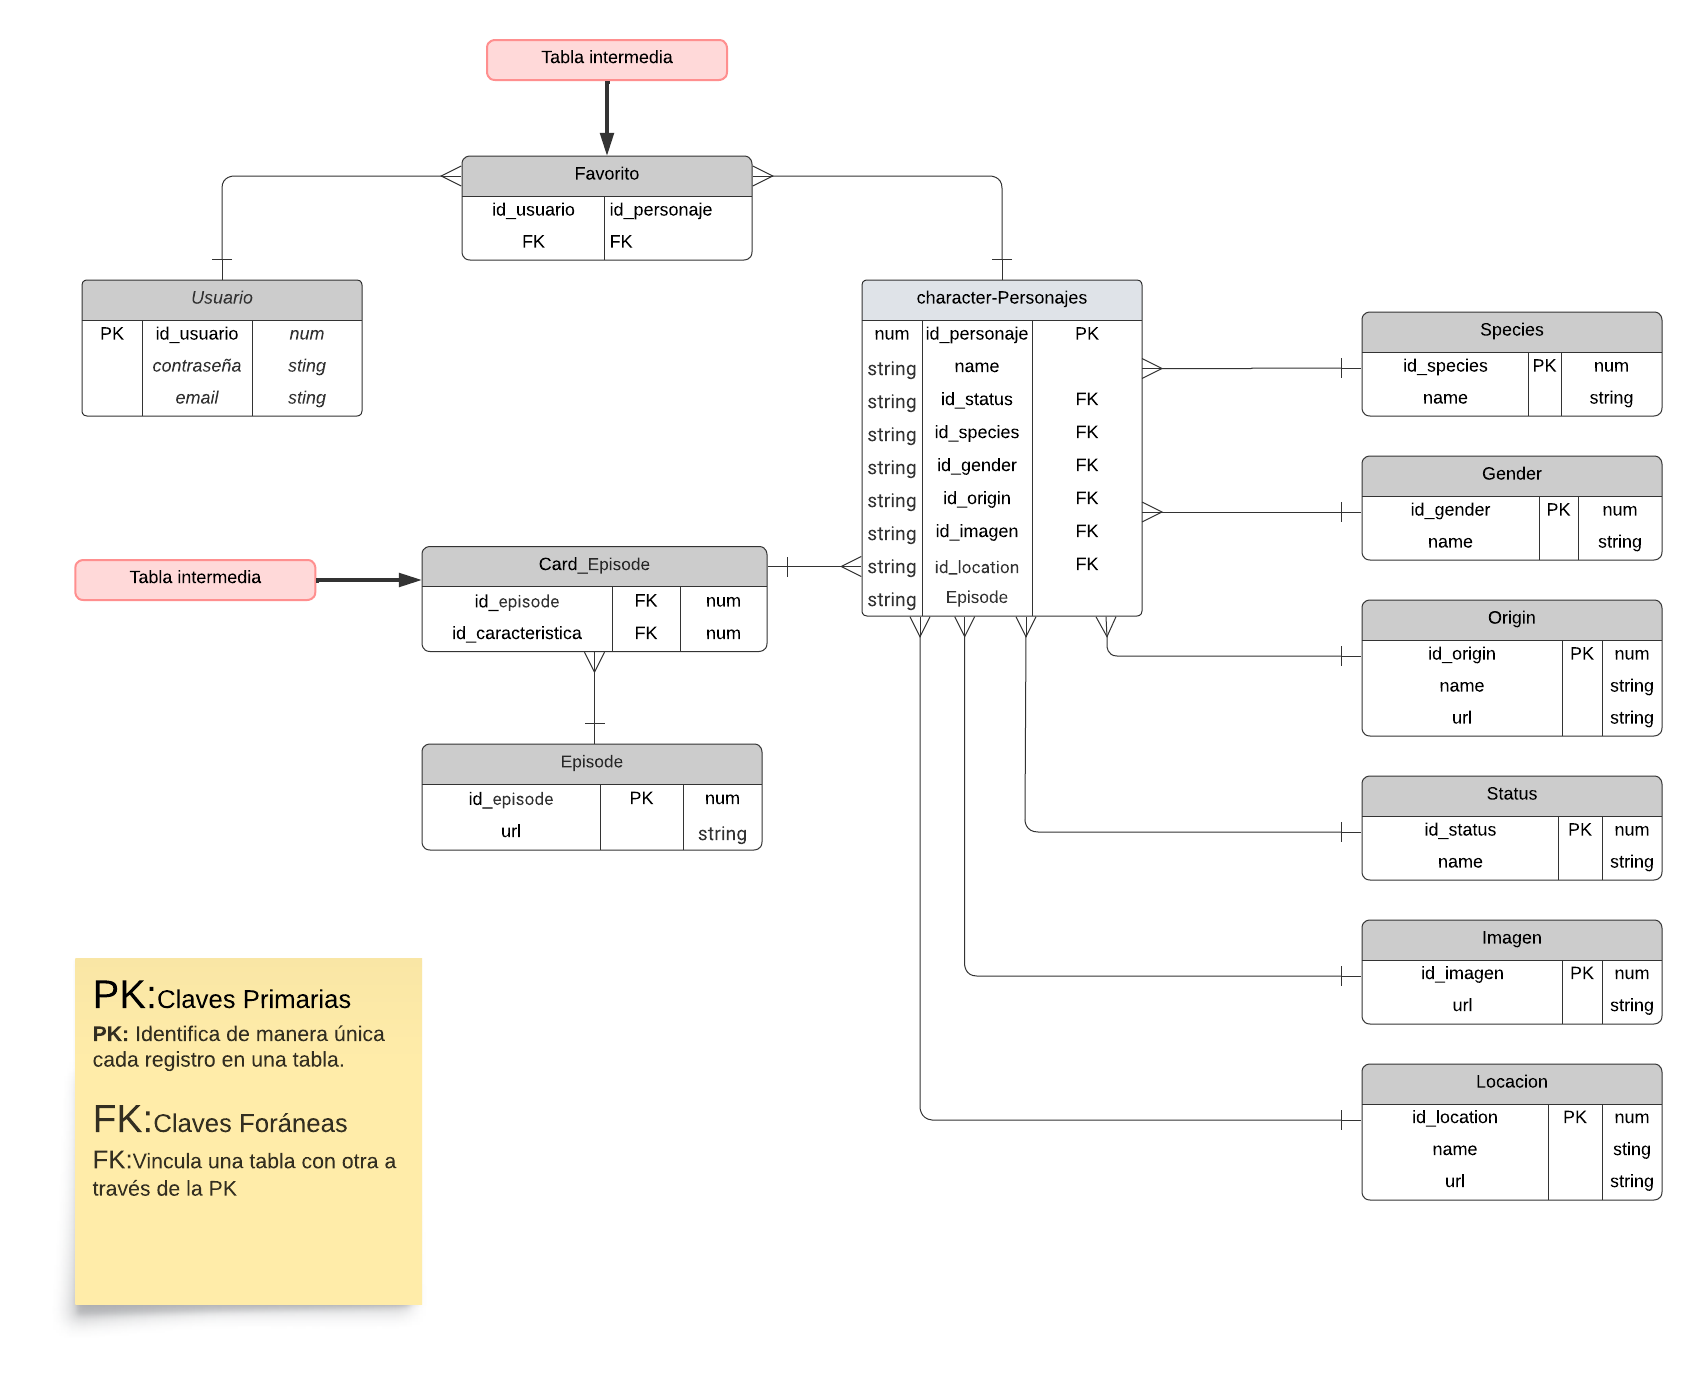 Tabla intermedia
Favorito
id_usuario id_personaje
FK FK
Usuario
PK id_usuario num
contraseña sting
email sting
character-Personajes
num id_personaje PK
string name
string id_status FK
string id_species FK
string id_gender FK
string id_origin FK
string id_imagen FK
string id_location FK
string Episode
Species
id_species PK num
name string
Gender
id_gender PK num
name string
Tabla intermedia
Card_Episode
id_episode FK num
id_caracteristica FK num
Origin
id_origin PK num
name string
url string
Episode
id_episode PK num
url string
Status
id_status PK num
name string
Imagen
id_imagen PK num
url string
Locacion
id_location PK num
name sting
url string
PK:Claves Primarias
PK: Identifica de manera única
cada registro en una tabla.
FK:Claves Foráneas
FK:Vincula una tabla con otra a
través de la PK